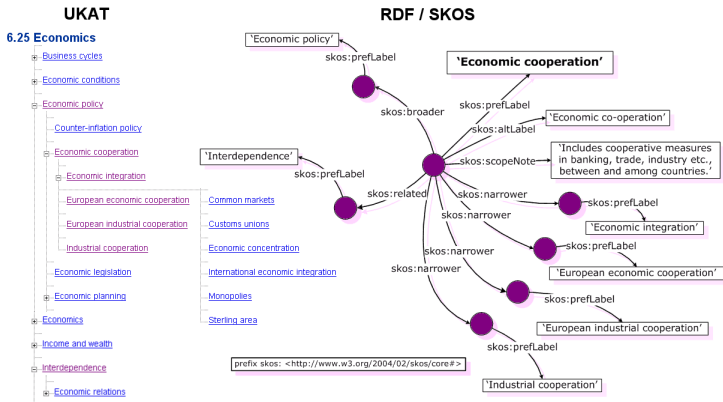 UKAT
6.25 Economics
Business cycles
Economic conditions
Economic policy
Counter-inflation policy
Economic cooperation
Economic integration
European economic cooperation
European industrial cooperation
Industrial cooperation
Common markets
Customs unions
Economic concentration
International economic integration
Monopolies
Sterling area
Economic legislation
Economic planning
Economics
Income and wealth
Interdependence
Economic relations
RDF / SKOS
'Economic policy'
skos:prefLabel
skos:broader
'Economic cooperation'
skos:prefLabel
skos:altLabel
'Economic co-operation'
skos:scopeNote
'Includes cooperative measures
in banking, trade, industry etc.,
between and among countries.'
'Interdependence'
skos:prefLabel
skos:related
skos:narrower
skos:prefLabel
'Economic integration'
skos:narrower
skos:prefLabel
'European economic cooperation'
skos:narrower
skos:prefLabel
'European industrial cooperation'
skos:narrower
skos:prefLabel
'Industrial cooperation'
prefix skos: <http://www.w3.org/2004/02/skos/core#>